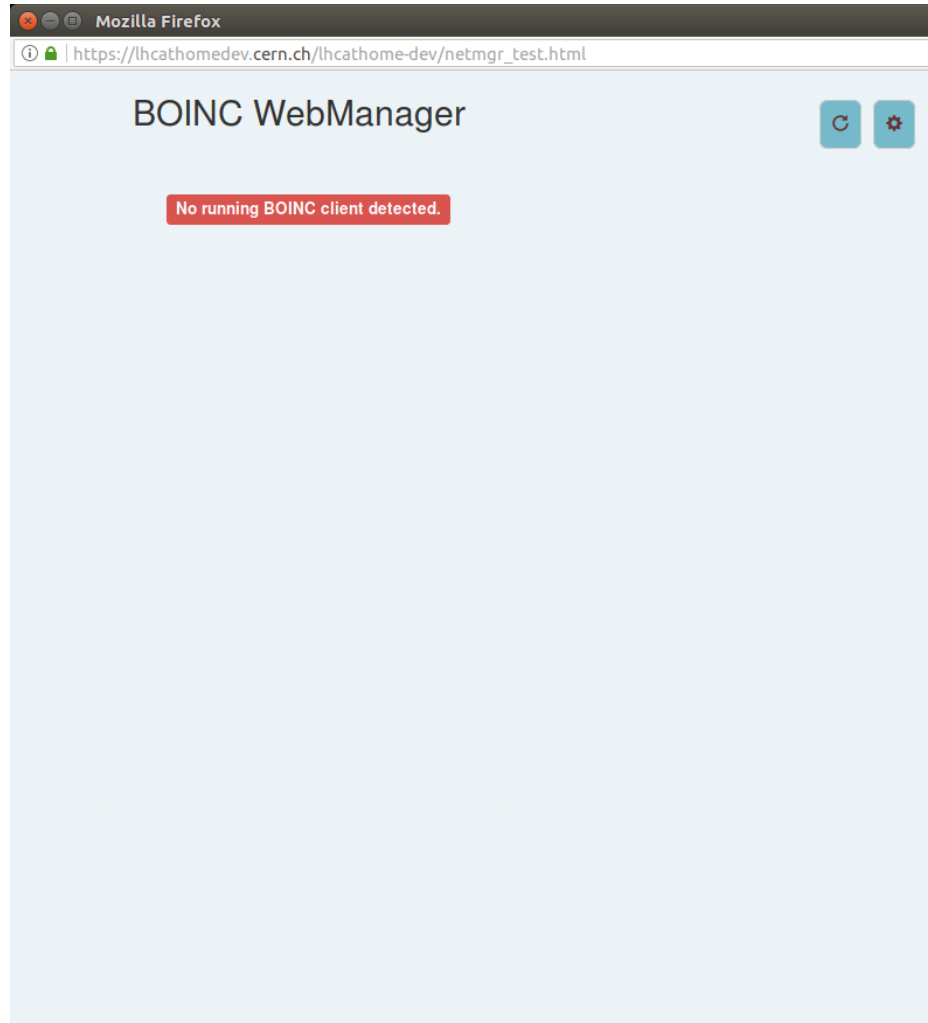 Mozilla Firefox
https://lhcathomedev.cern.ch/lhcathome-dev/netmgr_test.html
BOINC WebManager
No running BOINC client detected.